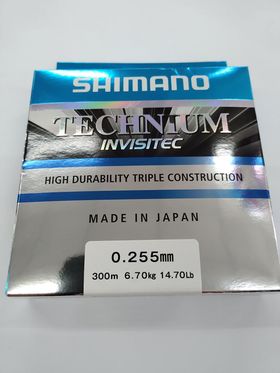 SHIMANO
TECHNIUM
INVISITEC
HIGH DURABILITY TRIPLE CONSTRUCTION
MADE IN JAPAN
0.255mm
300m 6.70kg 14.70Lb